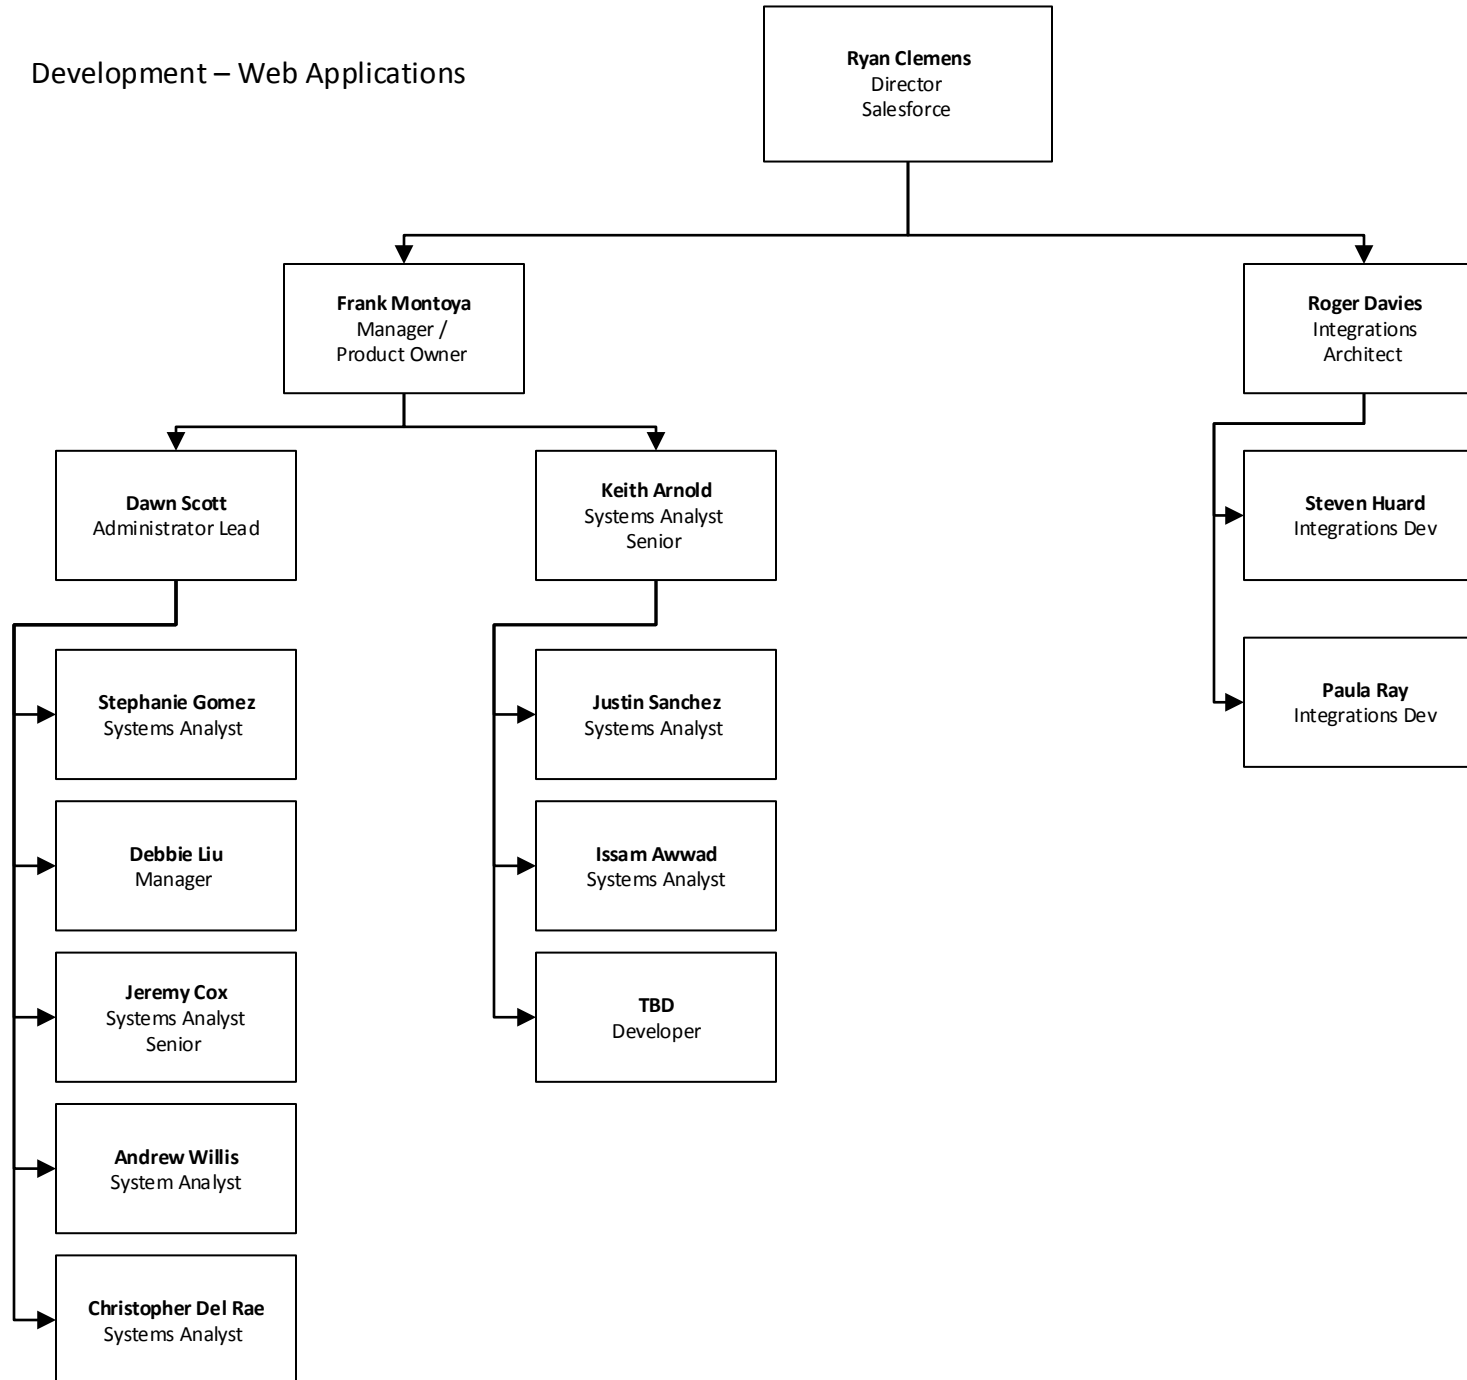 Development – Web Applications
Ryan Clemens
Director
Salesforce
Frank Montoya
Manager /
Product Owner
Roger Davies
Integrations
Architect
Dawn Scott
Administrator Lead
Keith Arnold
Systems Analyst
Senior
Steven Huard
Integrations Dev
Stephanie Gomez
Systems Analyst
Justin Sanchez
Systems Analyst
Paula Ray
Integrations Dev
Debbie Liu
Manager
Issam Awwad
Systems Analyst
Jeremy Cox
Systems Analyst
Senior
TBD
Developer
Andrew Willis
System Analyst
Christopher Del Rae
Systems Analyst